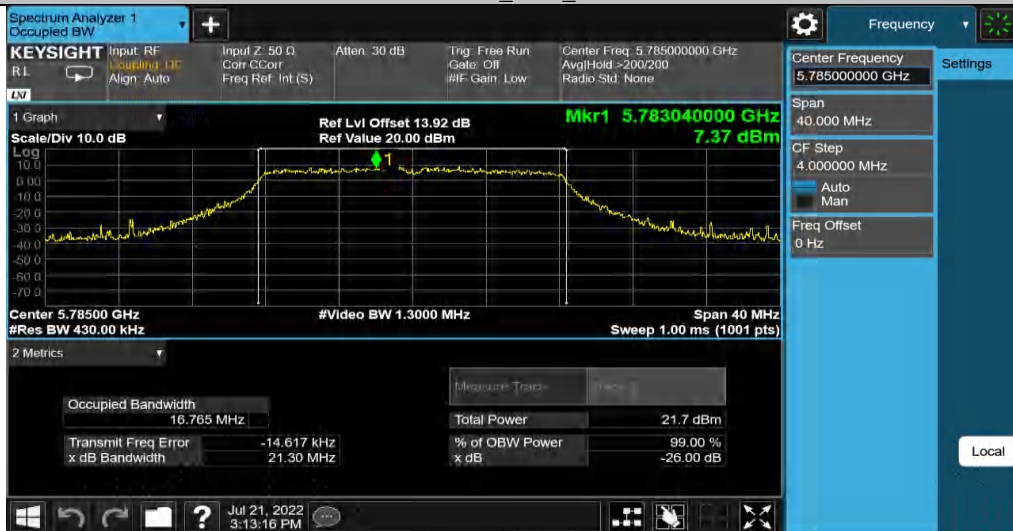 Spectrum Analyzer 1
Occupied BW
Frequency
KEYSIGHT
RL
LXI
Input: RF
Coupling: DC
Align: Auto
Input Z: 50 Ω
Corr CCorr
Freq Ref: Int (S)
Atten: 30 dB
Trig: Free Run
Gate: Off
#IF Gain: Low
Center Freq: 5.785000000 GHz
Avg|Hold >200/200
Radio Std: None
Center Frequency
5.785000000 GHz
Settings
Span
40.000 MHz
CF Step
4.000000 MHz
Auto
Man
Freq Offset
0 Hz
Local
1 Graph
Scale/Div 10.0 dB
Ref Lvl Offset 13.92 dB
Ref Value 20.00 dBm
Mkr1 5.783040000 GHz
7.37 dBm
Log
10.0
0.00
-10.0
-20.0
-30.0
-40.0
-50.0
-60.0
-70.0
1
Center 5.78500 GHz
#Res BW 430.00 kHz
#Video BW 1.3000 MHz
Span 40 MHz
Sweep 1.00 ms (1001 pts)
2 Metrics
Measure Trace
Occupied Bandwidth
16.765 MHz
Transmit Freq Error -14.617 kHz
x dB Bandwidth 21.30 MHz
Total Power 21.7 dBm
% of OBW Power 99.00 %
x dB -26.00 dB
?
Jul 21, 2022
3:13:16 PM